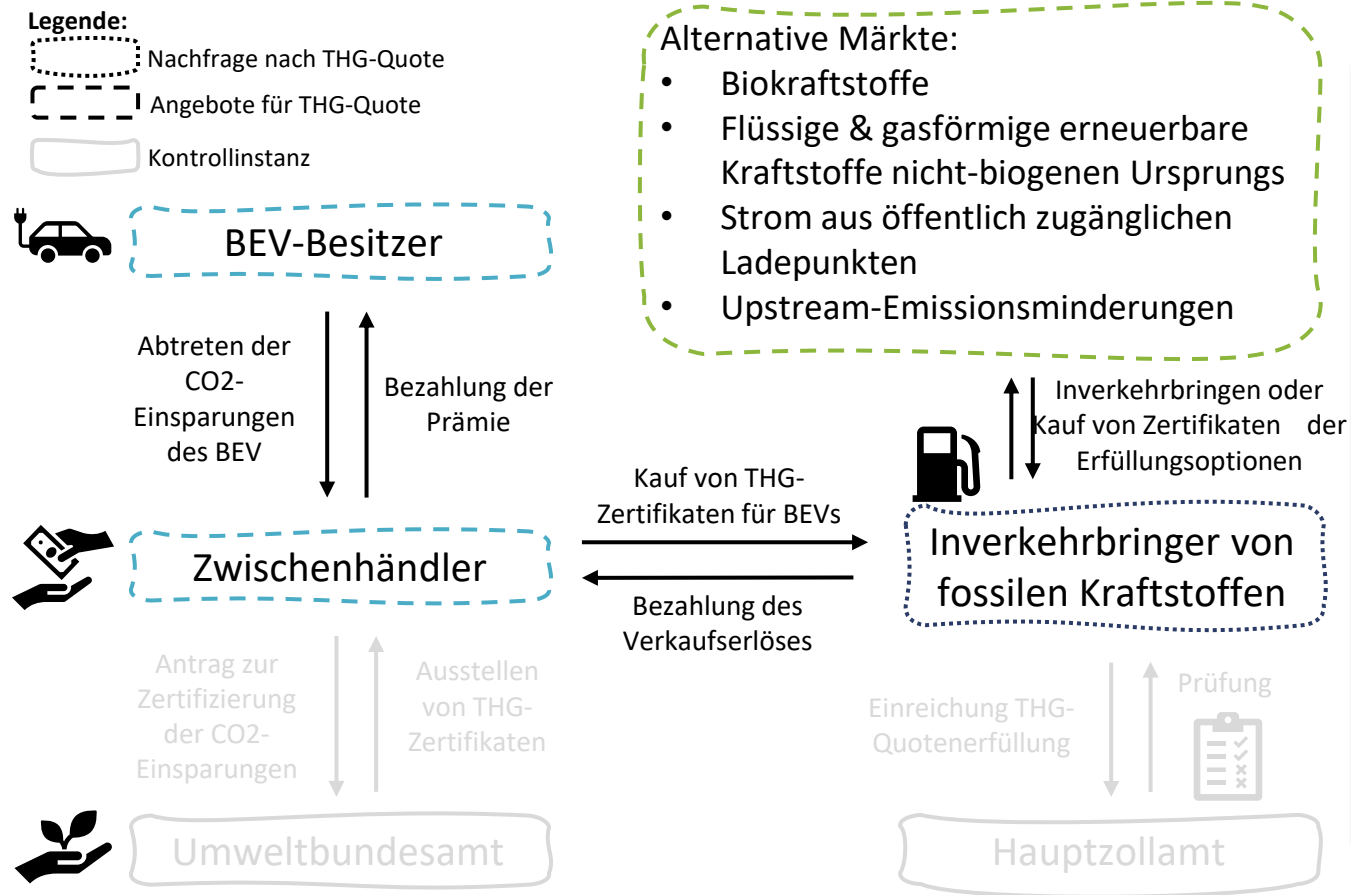 Legende:
Nachfrage nach THG-Quote
Angebote für THG-Quote
Kontrollinstanz
Alternative Märkte:
• Biokraftstoffe
• Flüssige & gasförmige erneuerbare
Kraftstoffe nicht-biogenen Ursprungs
• Strom aus öffentlich zugänglichen
Ladepunkten
• Upstream-Emissionsminderungen
BEV-Besitzer
Abtreten der
CO2-
Einsparungen
des BEV
Bezahlung der
Prämie
Inverkehrbringen oder
Kauf von Zertifikaten der
Erfüllungsoptionen
Kauf von THG-
Zertifikaten für BEVs
Zwischenhändler
Inverkehrbringer von
fossilen Kraftstoffen
Bezahlung des
Verkaufserlöses
Antrag zur
Zertifizierung
der CO2-
Einsparungen
Ausstellen
von THG-
Zertifikaten
Einreichung THG-
Quotenerfüllung
Prüfung
Umweltbundesamt
Hauptzollamt